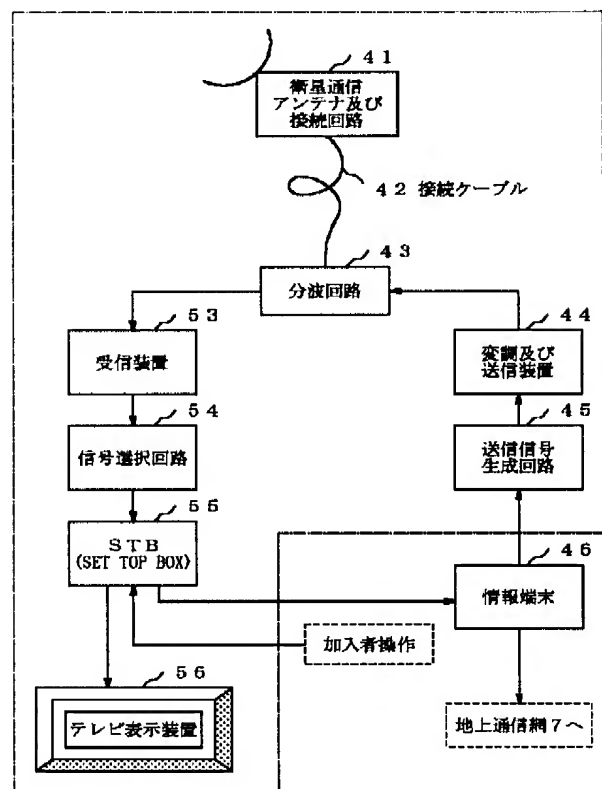 41
衛星通信
アンテナ及び
接続回路
42 接続ケーブル
43
分波回路
53
受信装置
44
変調及び
送信装置
54
信号選択回路
45
送信信号
生成回路
55
STB
(SET TOP BOX)
46
情報端末
加入者操作
56
テレビ表示装置
地上通信網7へ